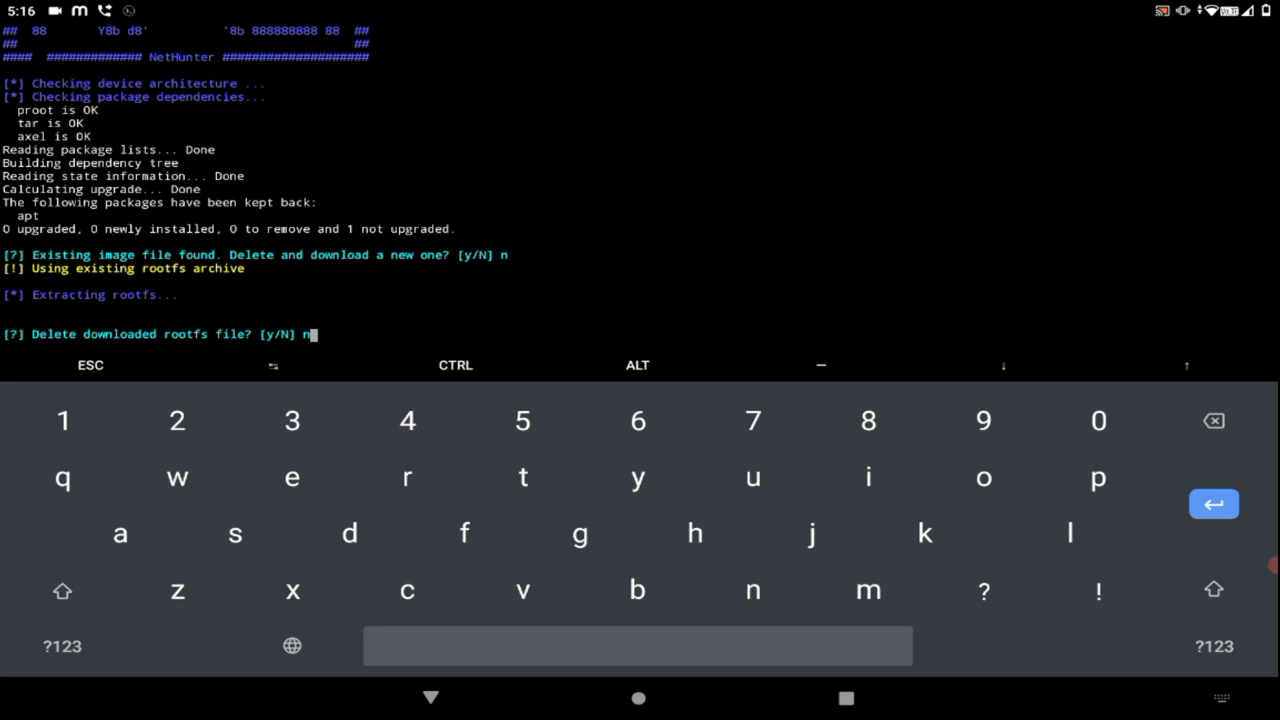 5:16
## 88 Y8b d8' '8b 888888888 88 ##
## ##
#### ############# NetHunter ####################
[*] Checking device architecture ...
[*] Checking package dependencies...
proot is OK
tar is OK
axel is OK
Reading package lists... Done
Building dependency tree
Reading state information... Done
Calculating upgrade... Done
The following packages have been kept back:
apt
0 upgraded, 0 newly installed, 0 to remove and 1 not upgraded.
[?] Existing image file found. Delete and download a new one? [y/N] n
[!] Using existing rootfs archive
[*] Extracting rootfs...
[?] Delete downloaded rootfs file? [y/N] n
ESC CTRL ALT —
1 2 3 4 5 6 7 8 9 0
q w e r t y u i o p
a s d f g h j k l
z x c v b n m ? !
?123 ?123